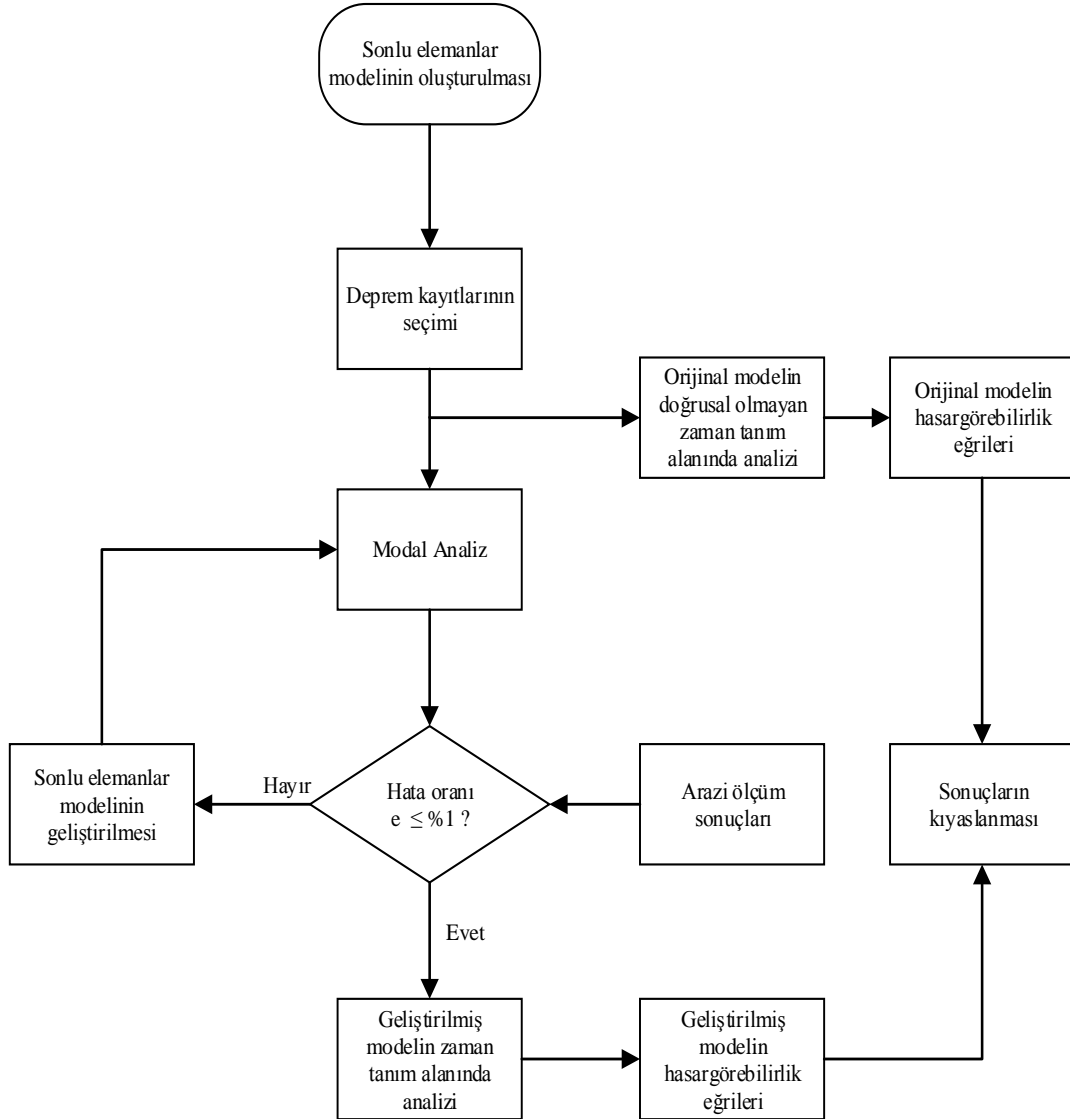 Sonlu elemanlar
modelinin oluşturulması
Deprem kayıtlarının
seçimi
Orijinal modelin
doğrusal olmayan
zaman tanım
alanında analizi
Orijinal modelin
hasargörebilirlik
eğrileri
Modal Analiz
Sonlu elemanlar
modelinin
geliştirilmesi
Hayır
Hata oranı
e ≤ %1 ?
Arazi ölçüm
sonuçları
Sonuçların
kıyaslanması
Evet
Geliştirilmiş
modelin zaman
tanım alanında
analizi
Geliştirilmiş
modelin
hasargörebilirlik
eğrileri